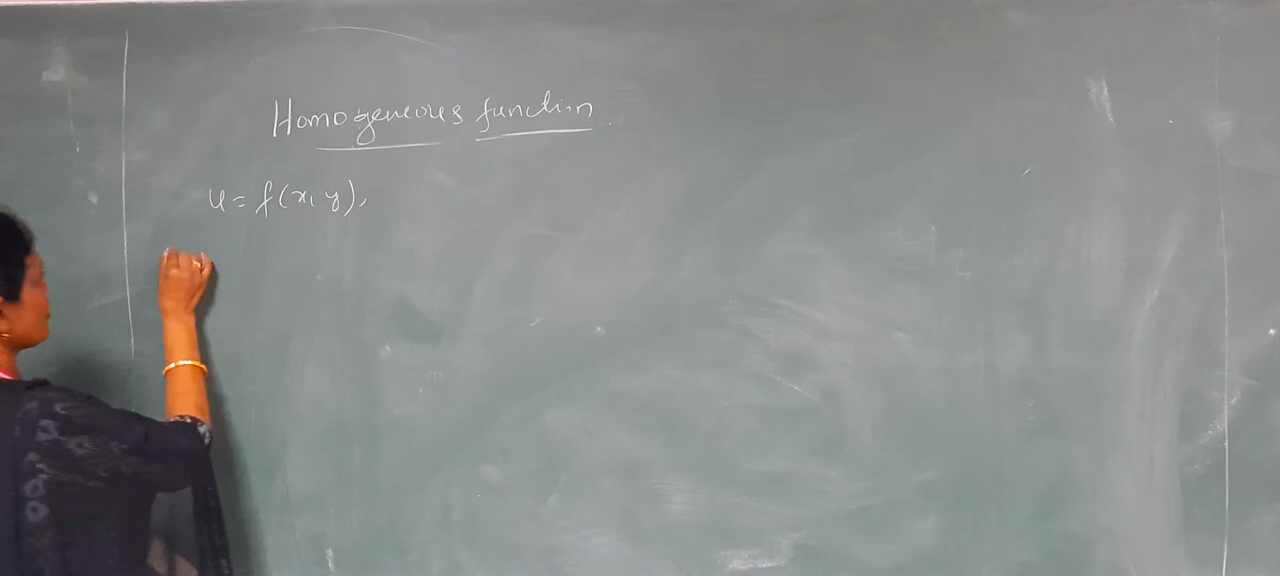 Homogeneous function
u = f(x, y),